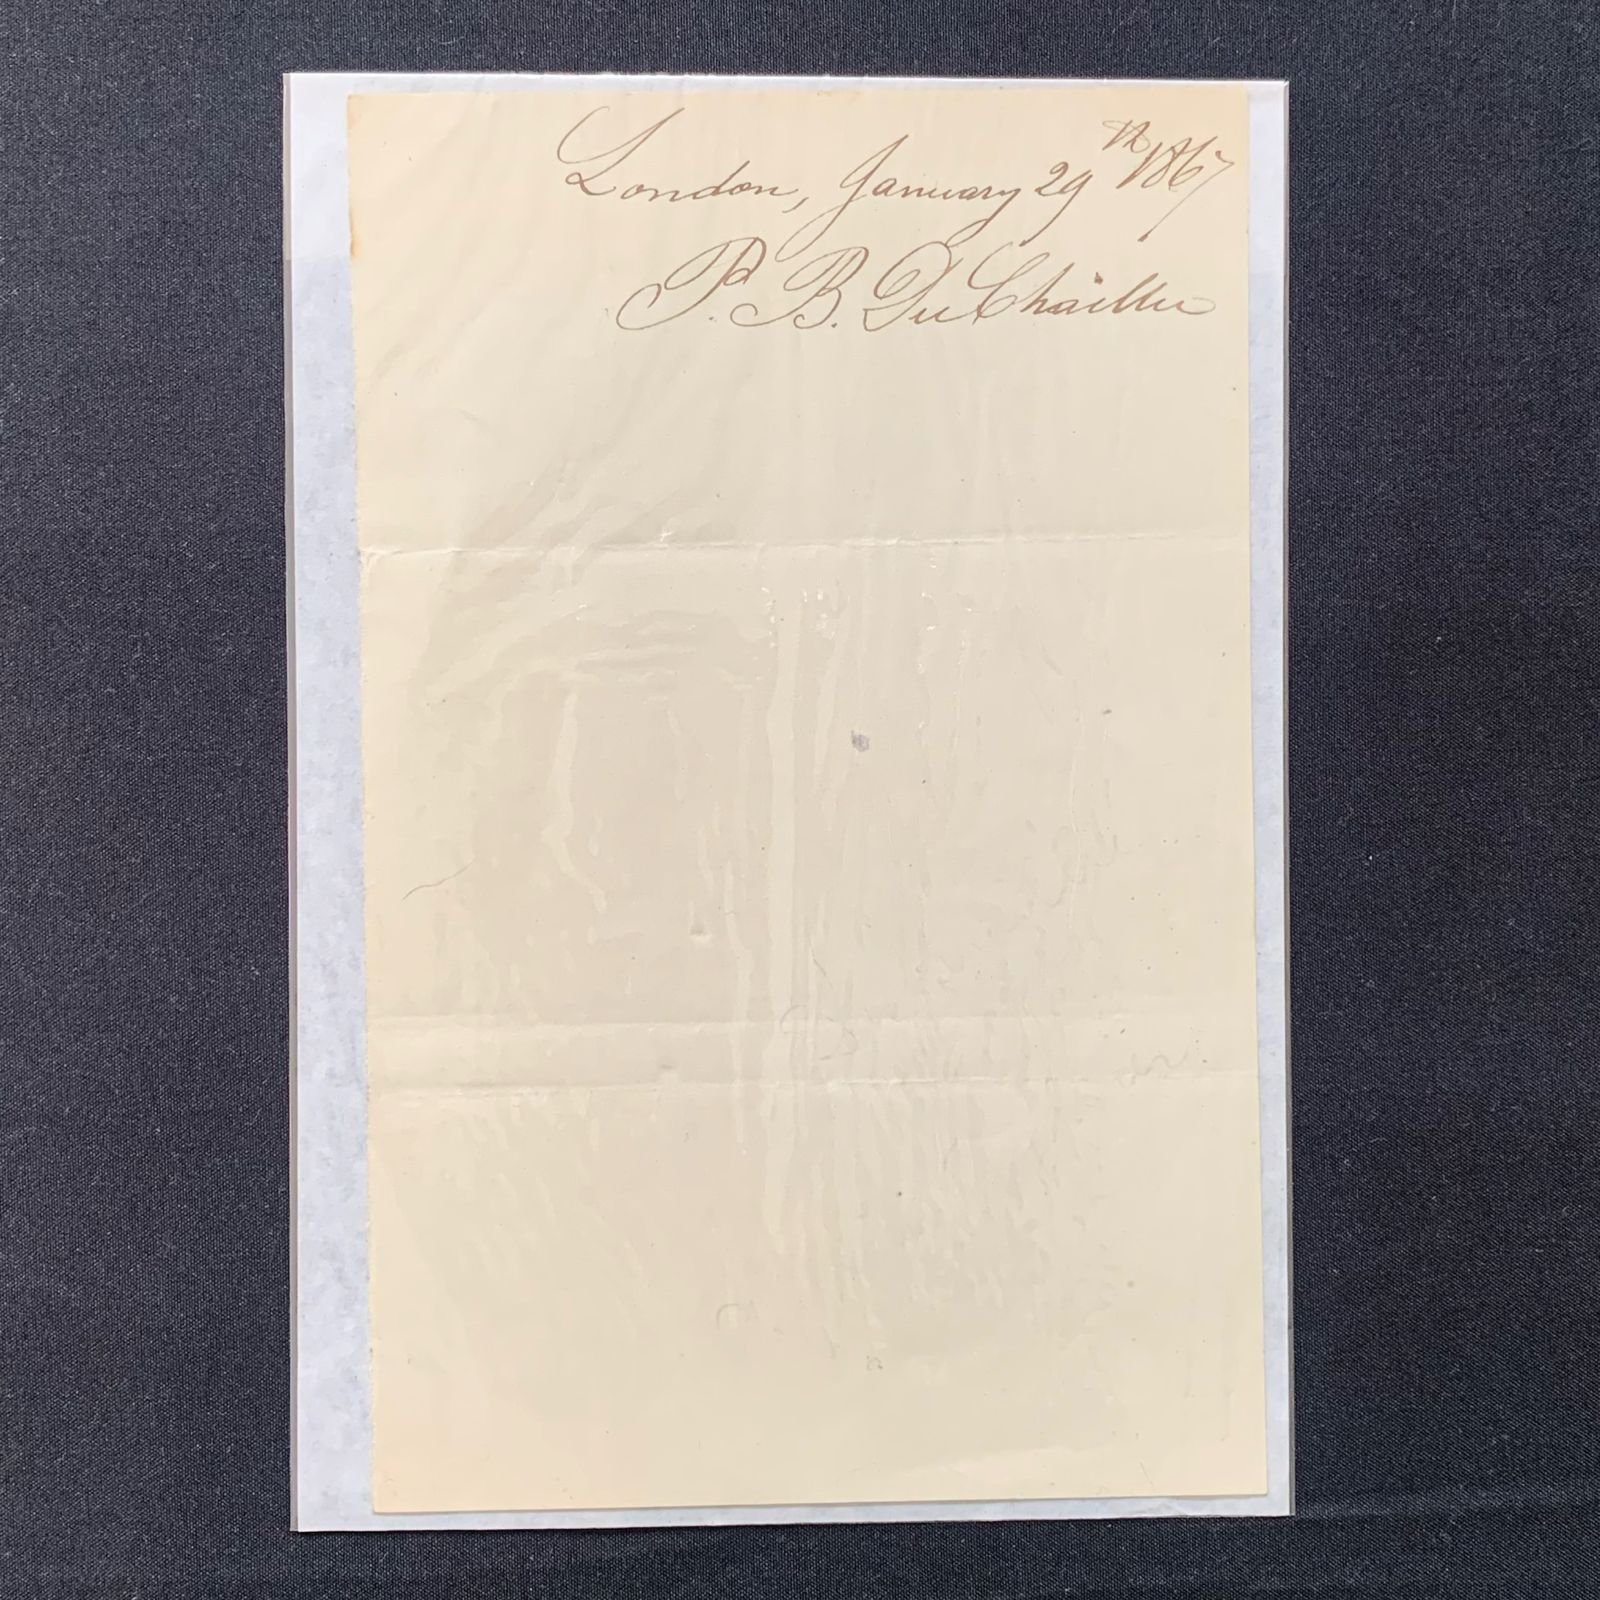 London, January 29th 1867
P. B. Du Chaillu